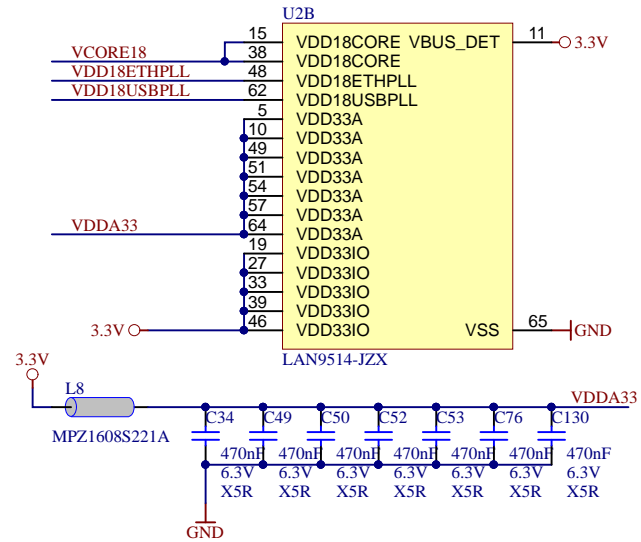 U2B
15 VDD18CORE VBUS_DET 11 3.3V
VCORE18 38 VDD18CORE
VDD18ETHPLL 48 VDD18ETHPLL
VDD18USBPLL 62 VDD18USBPLL
5 VDD33A
10 VDD33A
49 VDD33A
51 VDD33A
54 VDD33A
57 VDD33A
VDDA33 64 VDD33A
19 VDD33IO
27 VDD33IO
33 VDD33IO
39 VDD33IO
3.3V 46 VDD33IO VSS 65 GND
LAN9514-JZX
3.3V
L8 VDDA33
C34 C49 C50 C52 C53 C76 C130
MPZ1608S221A
470nF 470nF 470nF 470nF 470nF 470nF 470nF
6.3V 6.3V 6.3V 6.3V 6.3V 6.3V 6.3V
X5R X5R X5R X5R X5R X5R X5R
GND